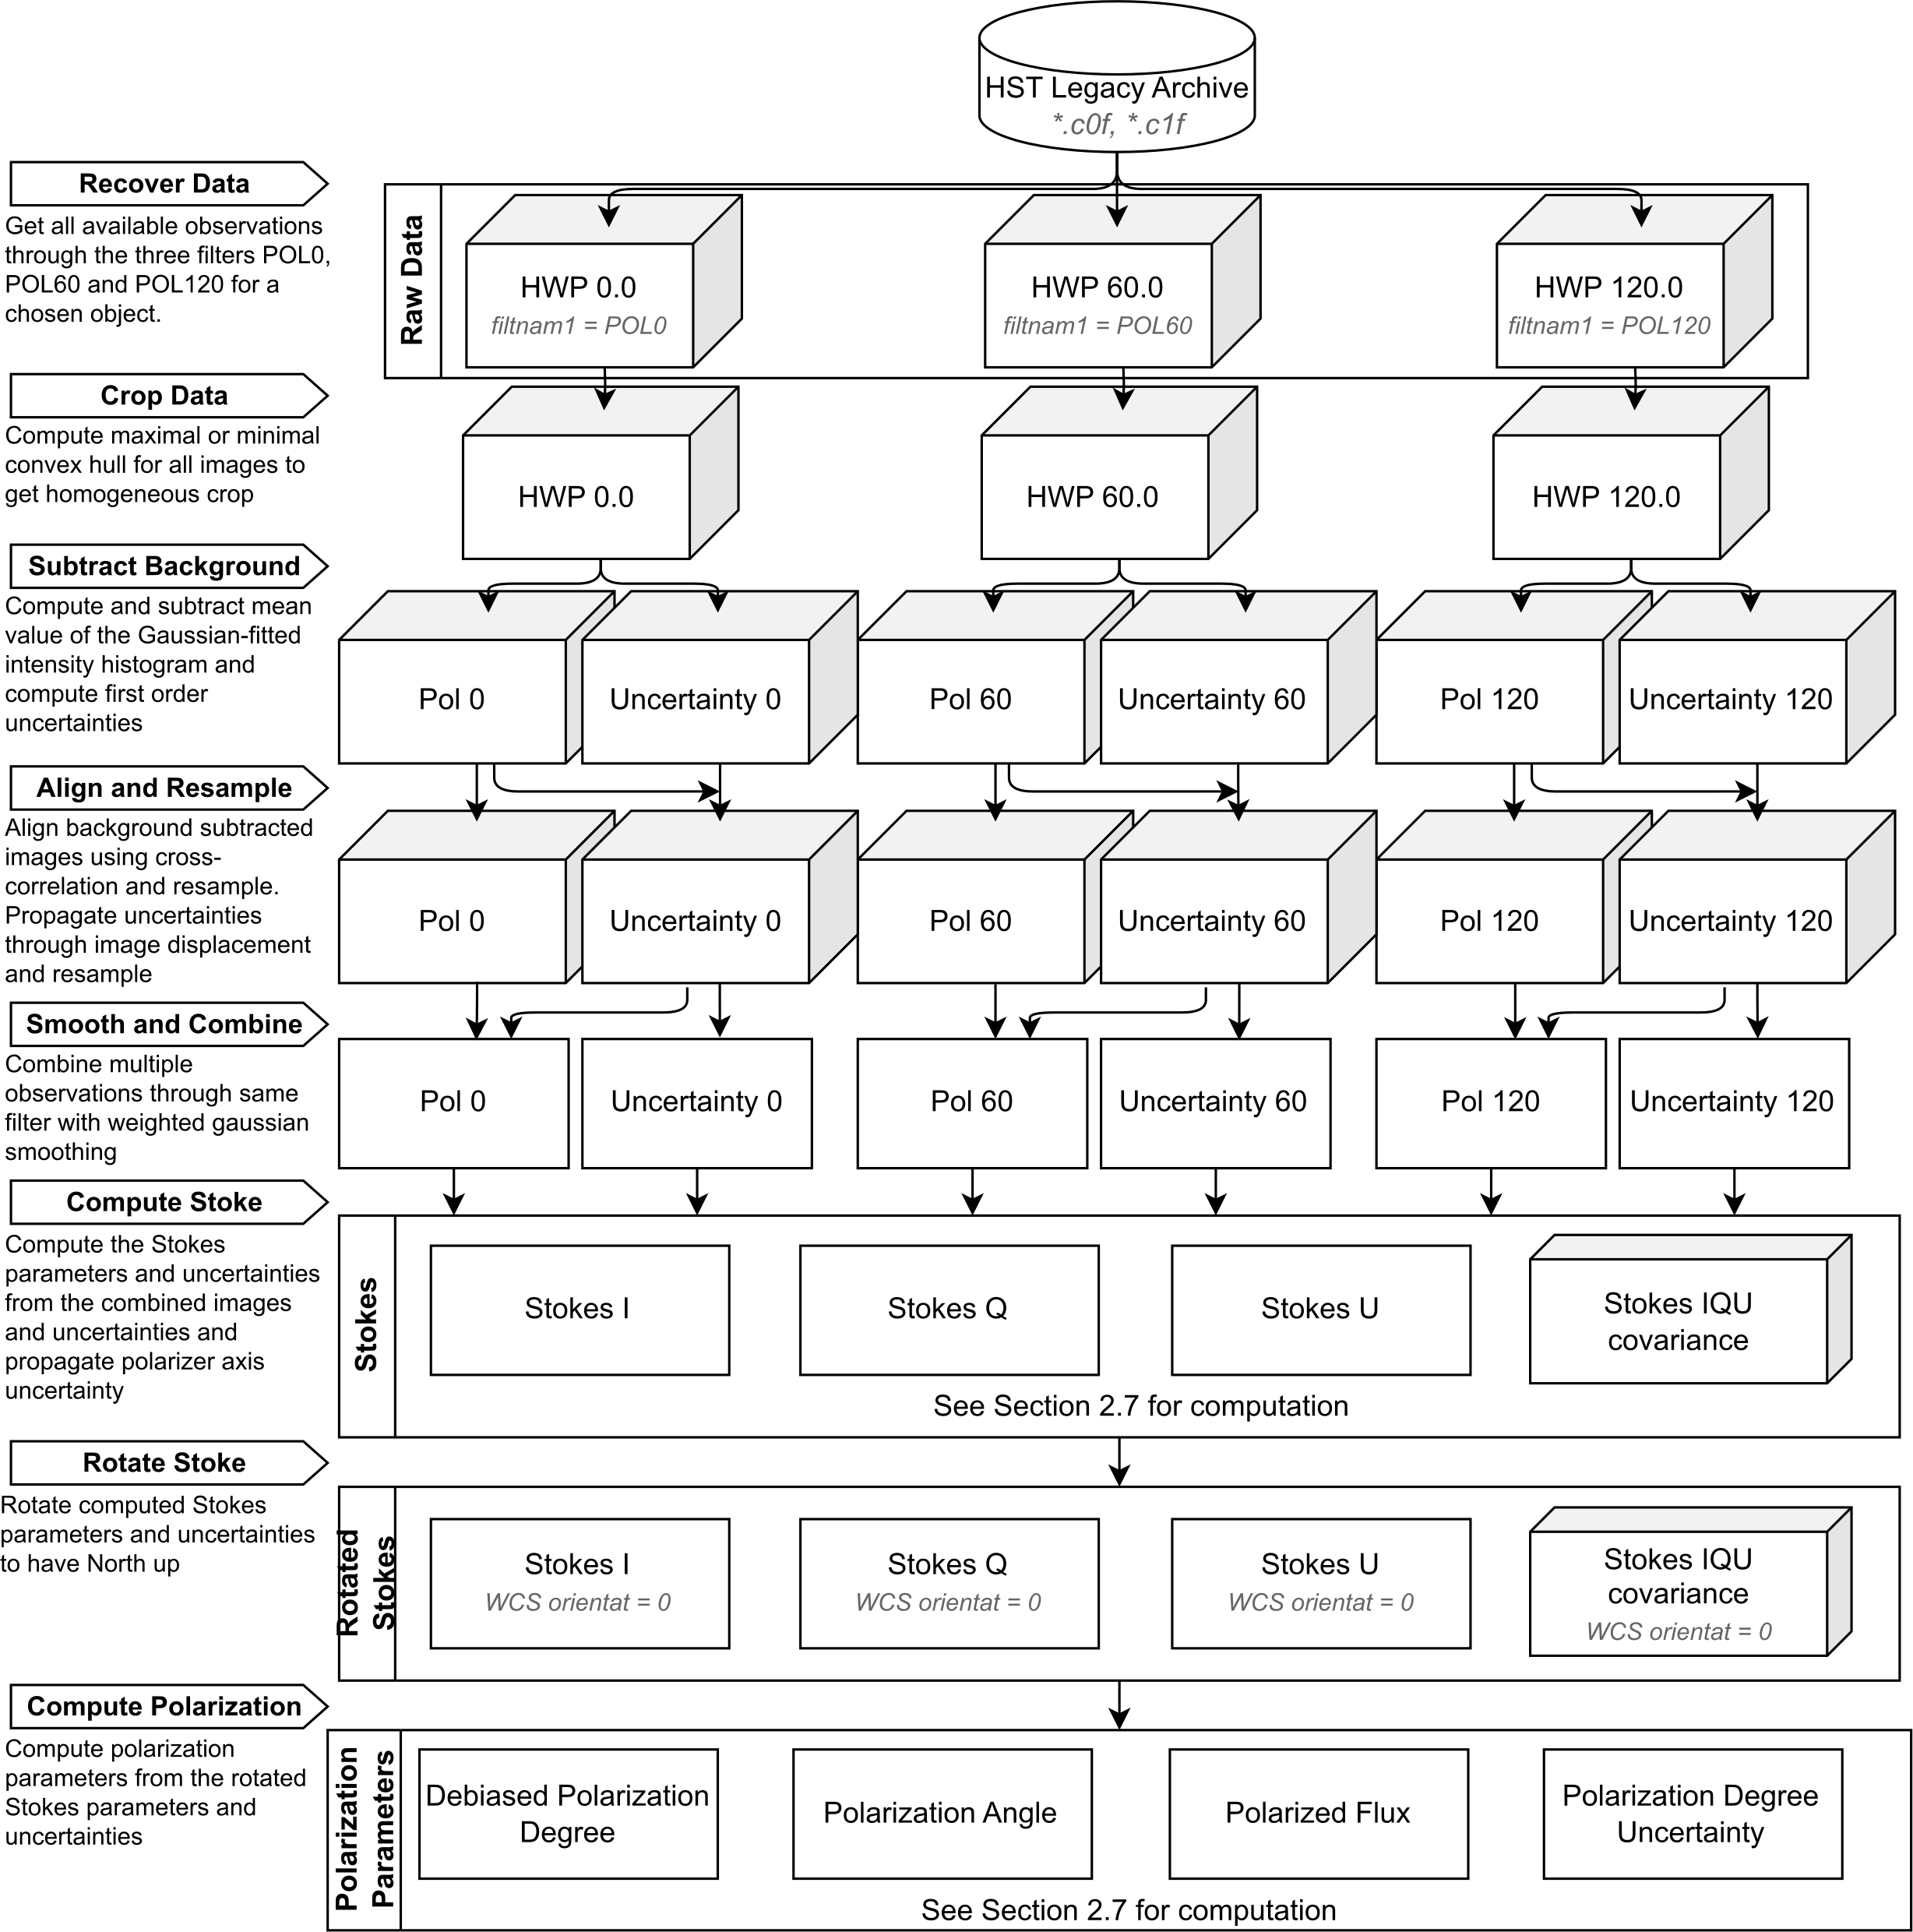 HST Legacy Archive
*.c0f, *.c1f
Recover Data
Get all available observations
through the three filters POL0,
POL60 and POL120 for a
chosen object.
Raw Data
HWP 0.0
filtnam1 = POL0
HWP 60.0
filtnam1 = POL60
HWP 120.0
filtnam1 = POL120
Crop Data
Compute maximal or minimal
convex hull for all images to
get homogeneous crop
HWP 0.0
HWP 60.0
HWP 120.0
Subtract Background
Compute and subtract mean
value of the Gaussian-fitted
intensity histogram and
compute first order
uncertainties
Pol 0
Uncertainty 0
Pol 60
Uncertainty 60
Pol 120
Uncertainty 120
Align and Resample
Align background subtracted
images using cross-
correlation and resample.
Propagate uncertainties
through image displacement
and resample
Pol 0
Uncertainty 0
Pol 60
Uncertainty 60
Pol 120
Uncertainty 120
Smooth and Combine
Combine multiple
observations through same
filter with weighted gaussian
smoothing
Pol 0
Uncertainty 0
Pol 60
Uncertainty 60
Pol 120
Uncertainty 120
Compute Stoke
Compute the Stokes
parameters and uncertainties
from the combined images
and uncertainties and
propagate polarizer axis
uncertainty
Stokes
Stokes I
Stokes Q
Stokes U
Stokes IQU
covariance
See Section 2.7 for computation
Rotate Stoke
Rotate computed Stokes
parameters and uncertainties
to have North up
Rotated
Stokes
Stokes I
WCS orientat = 0
Stokes Q
WCS orientat = 0
Stokes U
WCS orientat = 0
Stokes IQU
covariance
WCS orientat = 0
Compute Polarization
Compute polarization
parameters from the rotated
Stokes parameters and
uncertainties
Polarization
Parameters
Debiased Polarization
Degree
Polarization Angle
Polarized Flux
Polarization Degree
Uncertainty
See Section 2.7 for computation